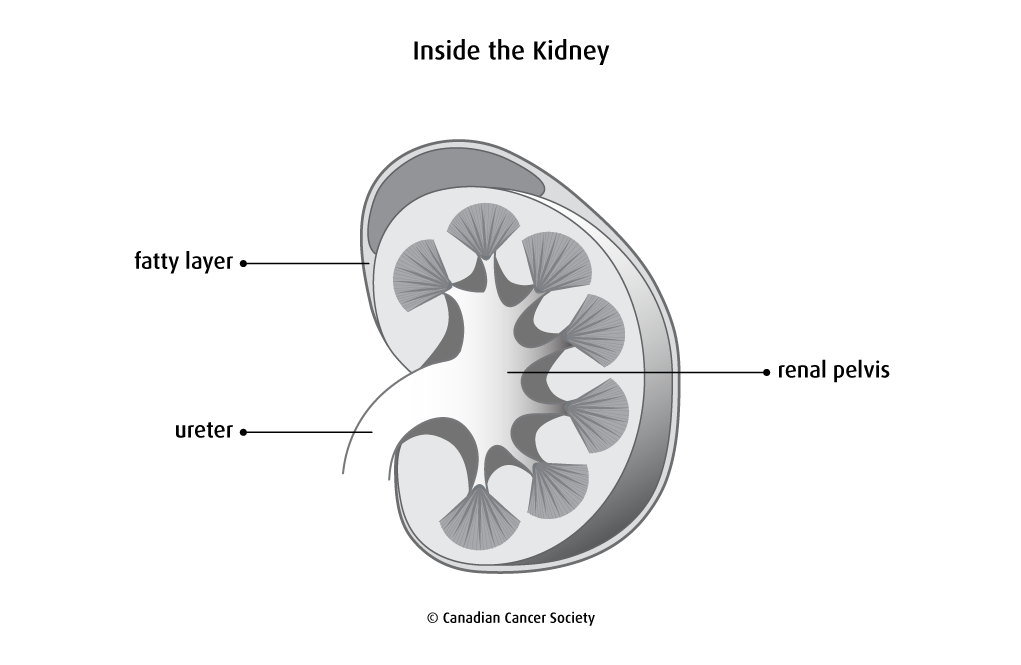 Inside the Kidney
fatty layer
renal pelvis
ureter
© Canadian Cancer Society